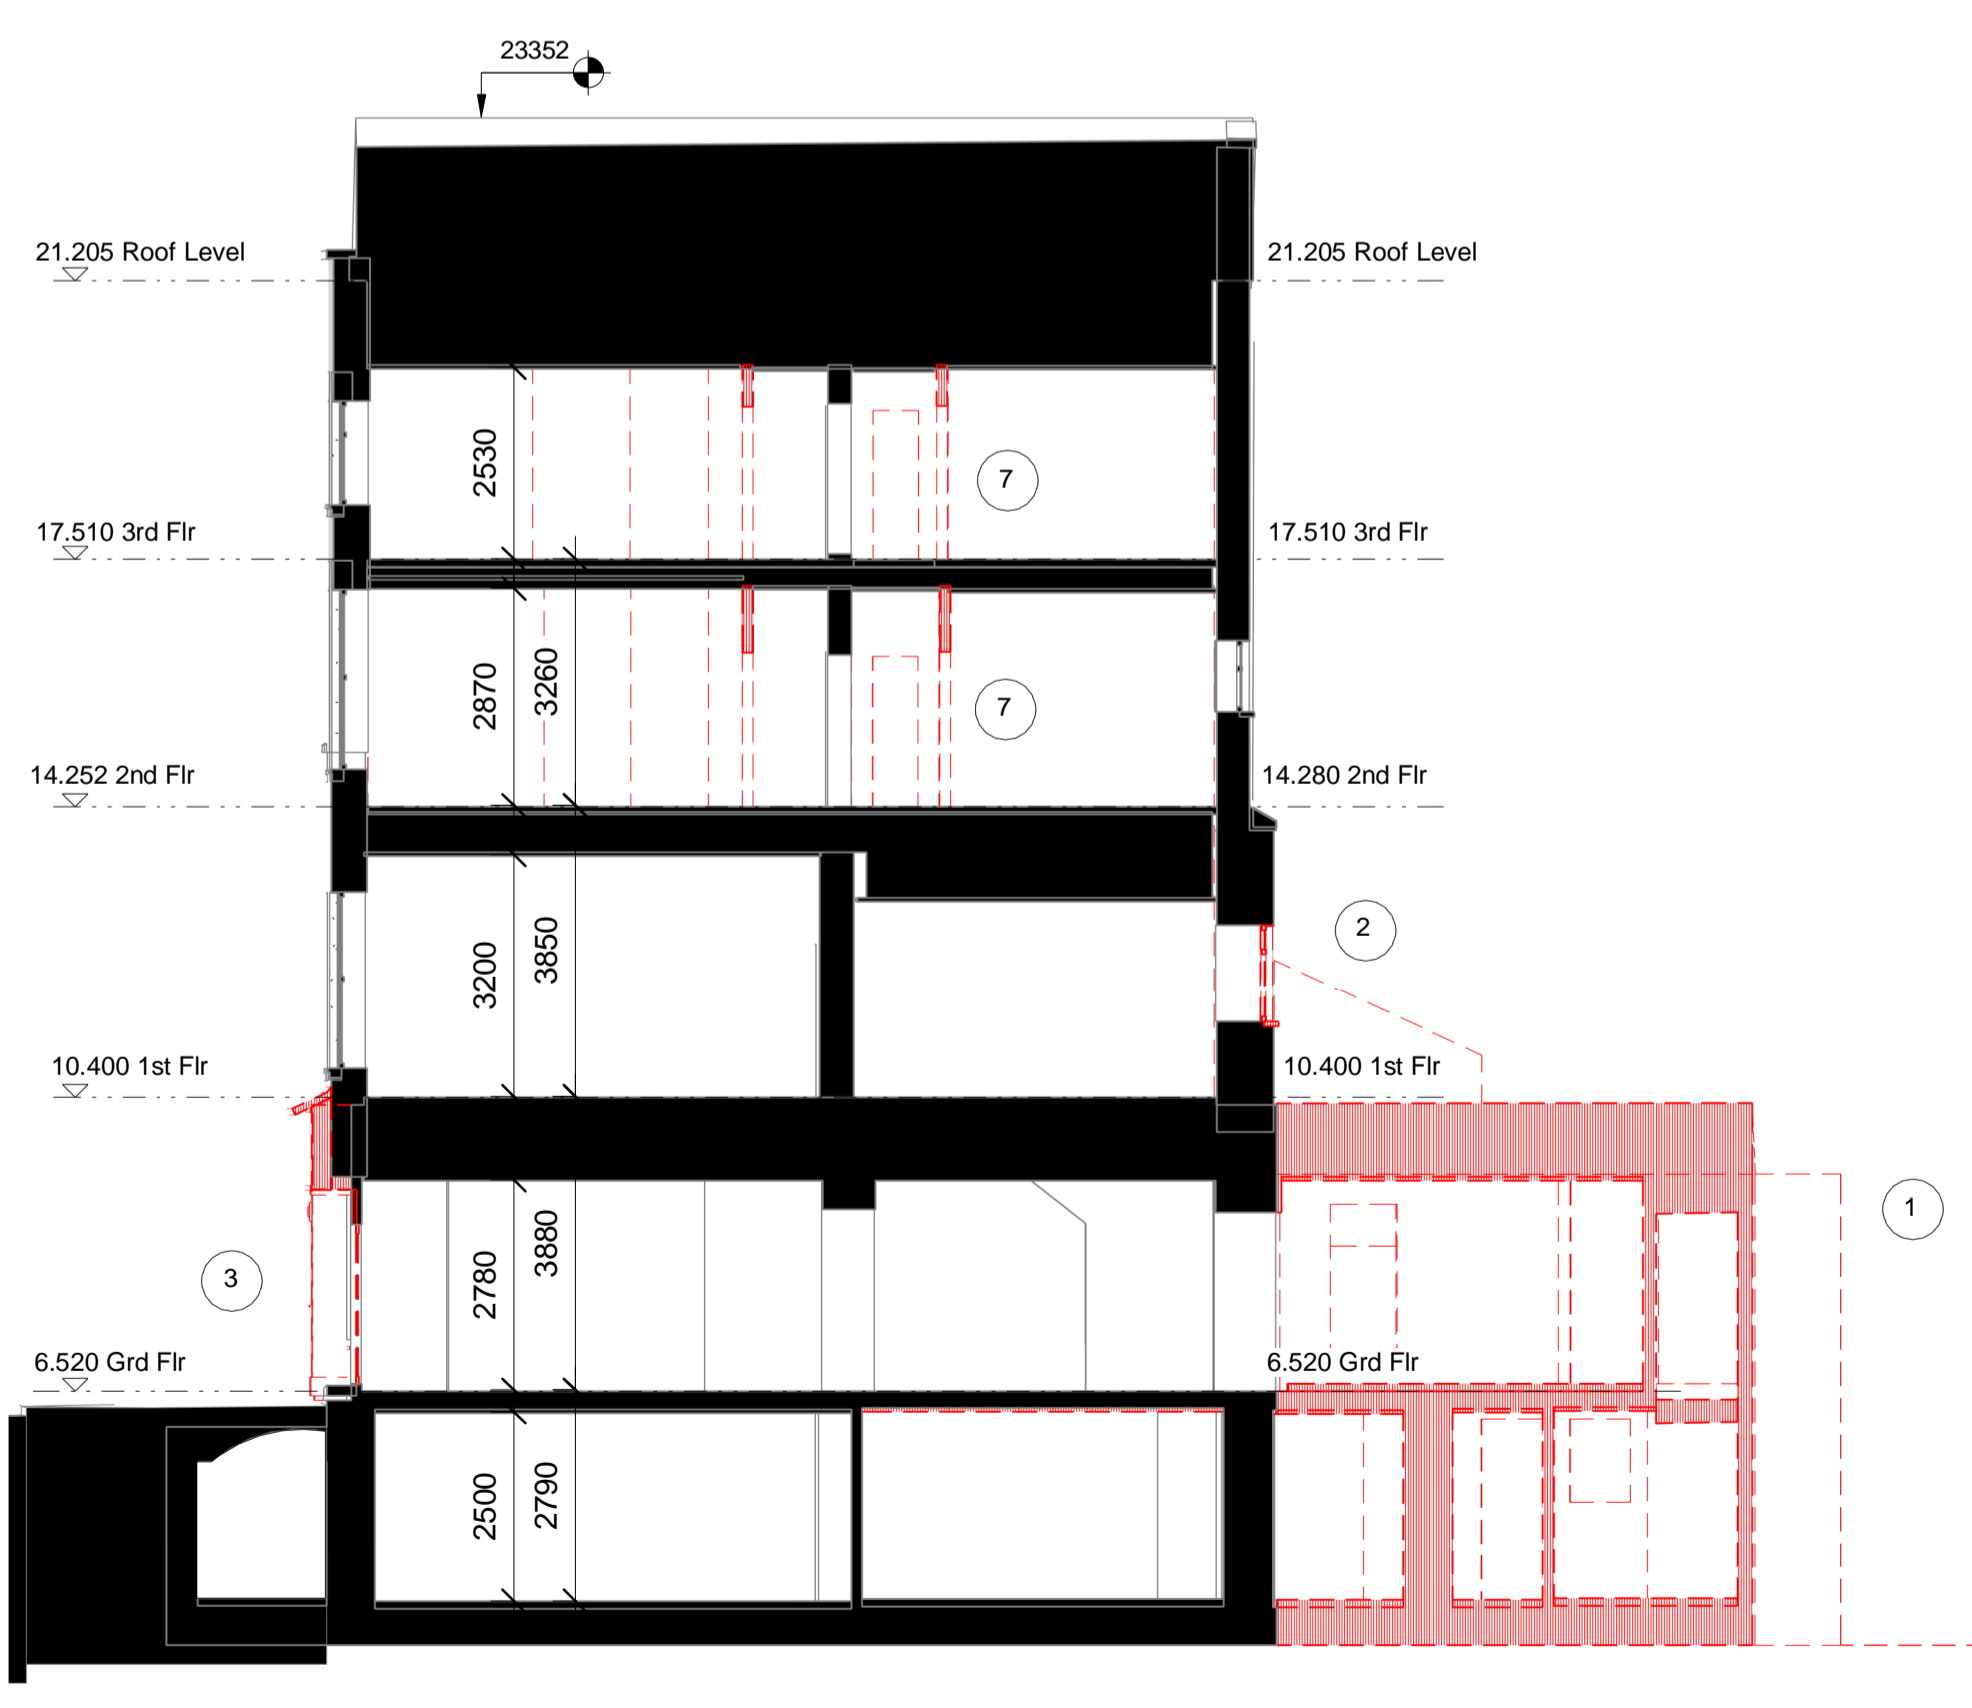 23352
21.205 Roof Level
21.205 Roof Level
2530
7
17.510 3rd Flr
17.510 3rd Flr
2870
3260
7
14.252 2nd Flr
14.280 2nd Flr
2
3200
3850
10.400 1st Flr
10.400 1st Flr
1
2780
3880
3
6.520 Grd Flr
6.520 Grd Flr
2500
2790